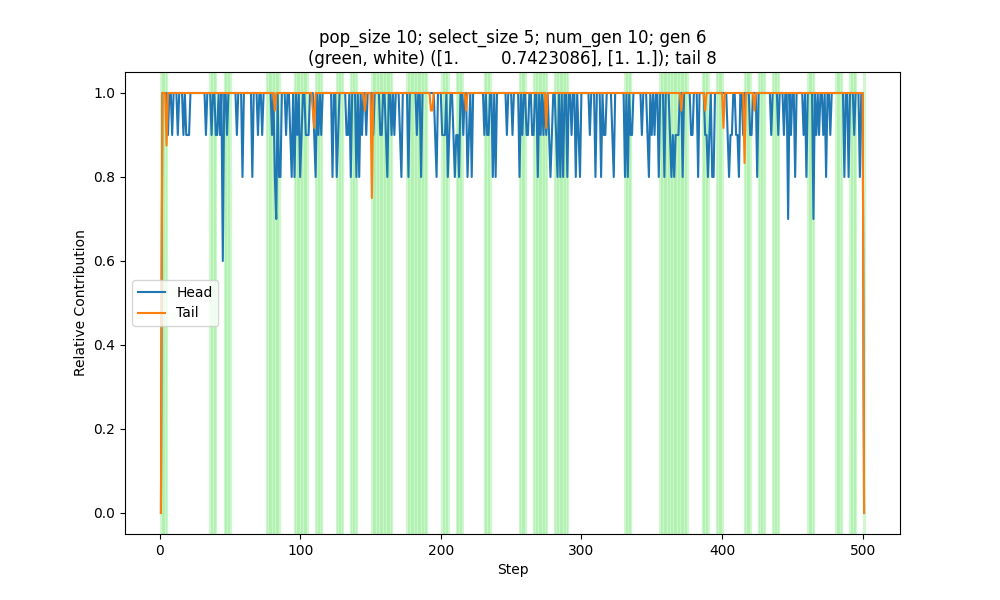 pop_size 10; select_size 5; num_gen 10; gen 6
(green, white) ([1.        0.7423086], [1. 1.]); tail 8
1.0
0.8
0.6
0.4
0.2
0.0
Relative Contribution
Head
Tail
0
100
200
300
400
500
Step